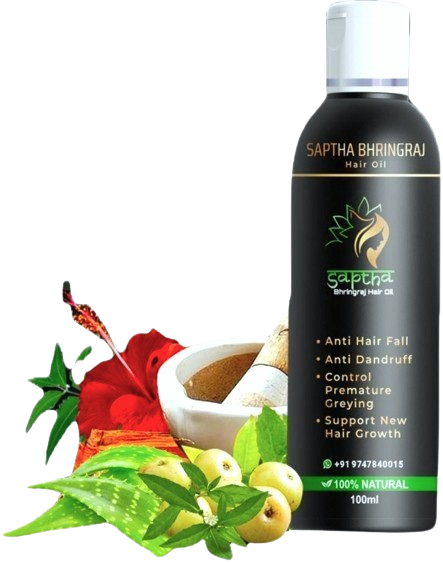 SAPTHA BHRINGRAJ
Hair Oil
Saptha
Bhringraj Hair Oil
• Anti Hair Fall
• Anti Dandruff
• Control
Premature
Greying
• Support New
Hair Growth
+91 9747840015
100% NATURAL
100ml